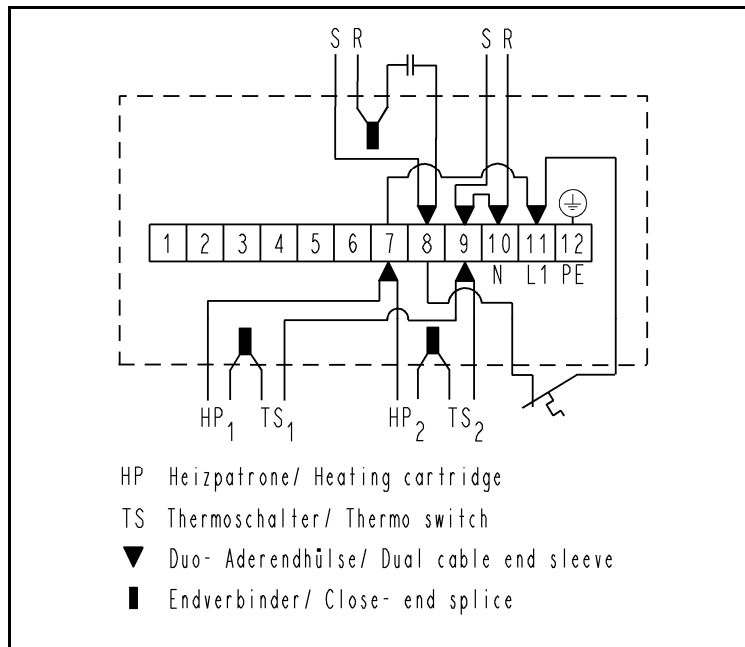 S R S R
1 2 3 4 5 6 7 8 9 10 11 12
N L1 PE
HP1 TS1 HP2 TS2
HP Heizpatrone/ Heating cartridge
TS Thermoschalter/ Thermo switch
Duo- Aderendhülse/ Dual cable end sleeve
Endverbinder/ Close- end splice